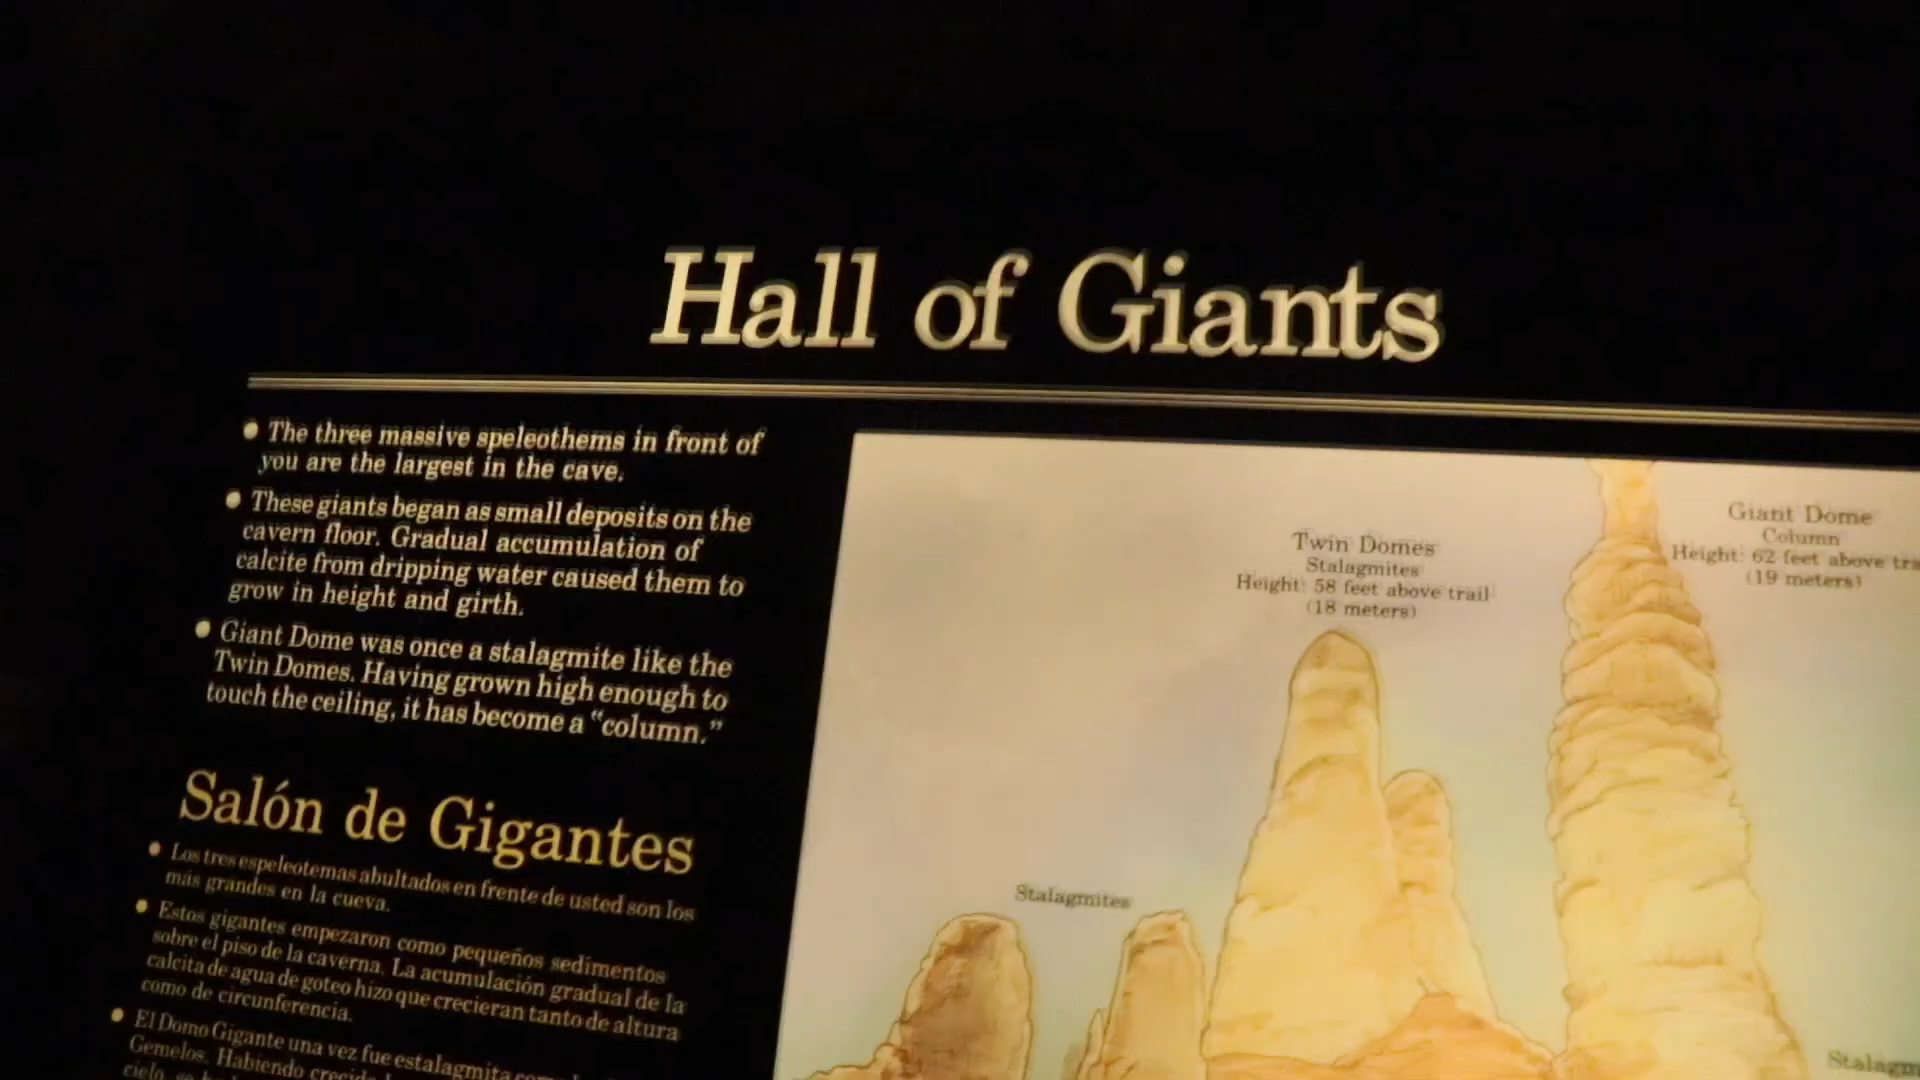 Hall of Giants
• The three massive speleothems in front of
you are the largest in the cave.
• These giants began as small deposits on the
cavern floor. Gradual accumulation of
calcite from dripping water caused them to
grow in height and girth.
• Giant Dome was once a stalagmite like the
Twin Domes. Having grown high enough to
touch the ceiling, it has become a "column."
Salón de Gigantes
• Los tres espeleotemas abultados en frente de usted son los
más grandes en la cueva.
• Estos gigantes empezaron como pequeños sedimentos
sobre el piso de la caverna. La acumulación gradual de la
calcita de agua de goteo hizo que crecieran tanto de altura
como de circunferencia.
• El Domo Gigante una vez fue estalagmita
Gemelos. Habiendo
cielo,
Twin Domes
Stalagmites
Height: 58 feet above trail
(18 meters)
Giant Dome
Column
Height: 62 feet above
(19 meters)
Stalagmites